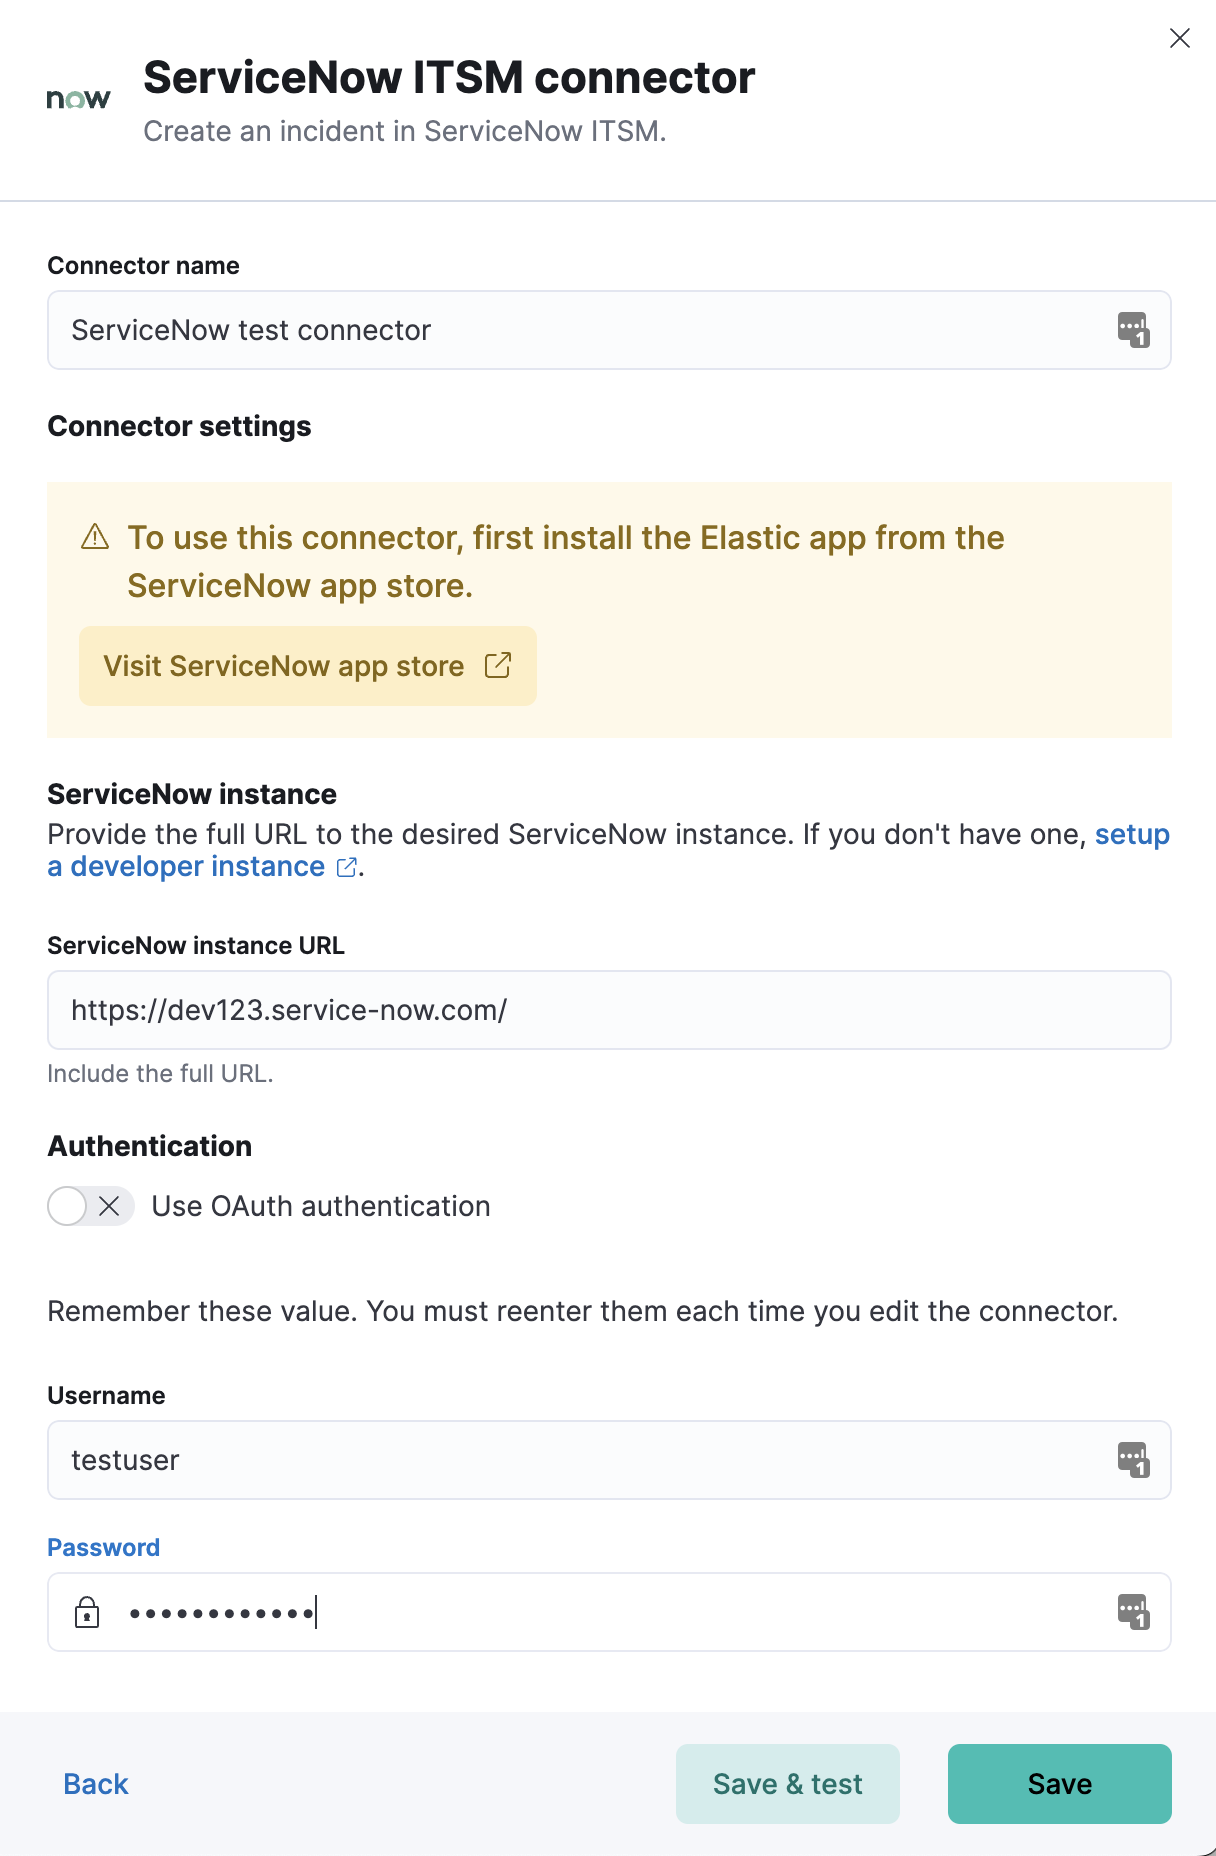 now
ServiceNow ITSM connector
Create an incident in ServiceNow ITSM.
Connector name
ServiceNow test connector
1
Connector settings
To use this connector, first install the Elastic app from the
ServiceNow app store.
Visit ServiceNow app store
ServiceNow instance
Provide the full URL to the desired ServiceNow instance. If you don't have one, setup
a developer instance .
ServiceNow instance URL
https://dev123.service-now.com/
Include the full URL.
Authentication
Use OAuth authentication
Remember these value. You must reenter them each time you edit the connector.
Username
testuser
1
Password
••••••••••••
1
Back
Save & test
Save